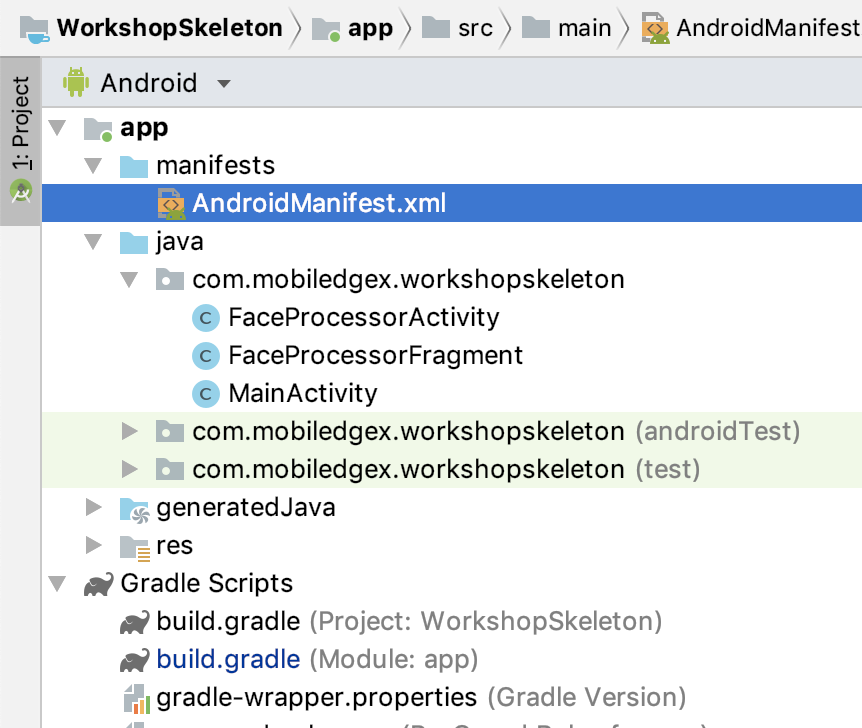 WorkshopSkeleton app src main AndroidManifest
1: Project
Android
app
manifests
AndroidManifest.xml
java
com.mobiledgex.workshopskeleton
C FaceProcessorActivity
C FaceProcessorFragment
C MainActivity
com.mobiledgex.workshopskeleton (androidTest)
com.mobiledgex.workshopskeleton (test)
generatedJava
res
Gradle Scripts
build.gradle (Project: WorkshopSkeleton)
build.gradle (Module: app)
gradle-wrapper.properties (Gradle Version)